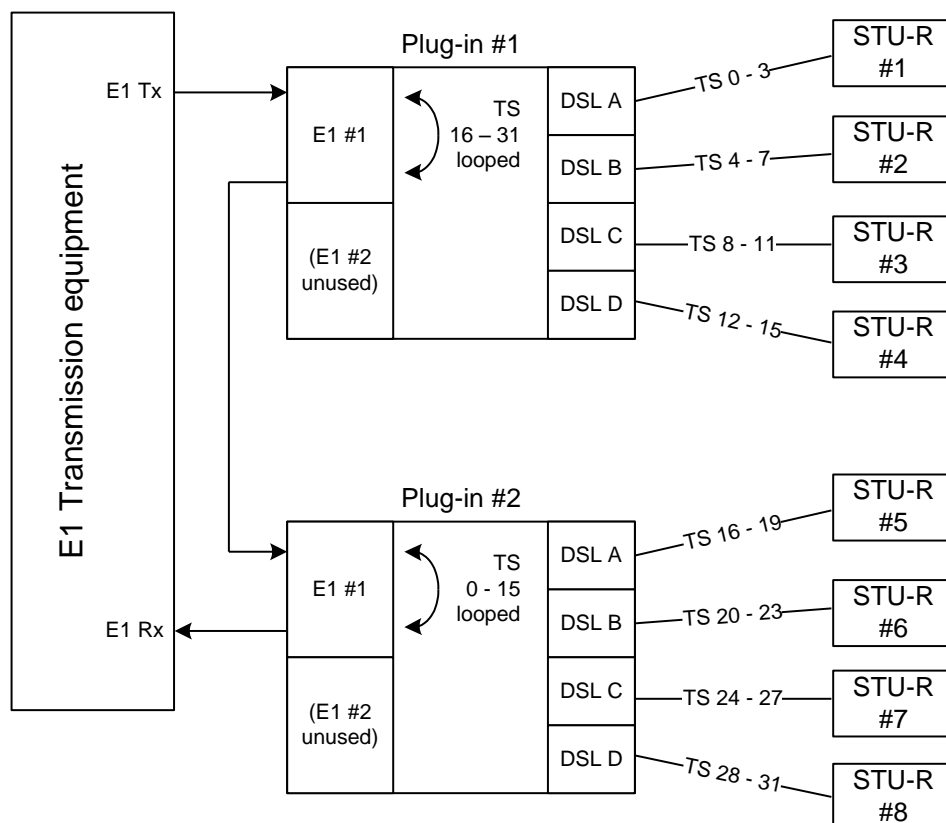 E1 Transmission equipment
E1 Tx
E1 Rx
Plug-in #1
E1 #1
(E1 #2
unused)
TS
16 – 31
looped
DSL A
DSL B
DSL C
DSL D
TS 0 - 3
TS 4 - 7
TS 8 - 11
TS 12 - 15
STU-R
#1
STU-R
#2
STU-R
#3
STU-R
#4
Plug-in #2
E1 #1
(E1 #2
unused)
TS
0 - 15
looped
DSL A
DSL B
DSL C
DSL D
TS 16 - 19
TS 20 - 23
TS 24 - 27
TS 28 - 31
STU-R
#5
STU-R
#6
STU-R
#7
STU-R
#8